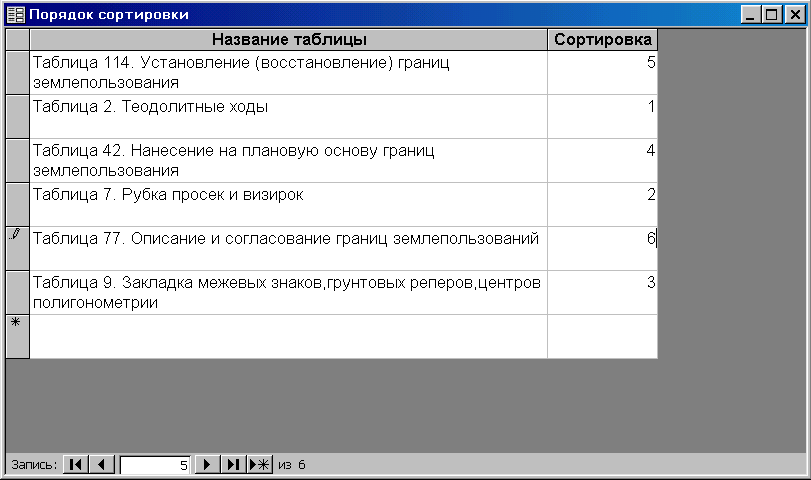 Порядок сортировки
Название таблицы Сортировка
Таблица 114. Установление (восстановление) границ 5
землепользования
Таблица 2. Теодолитные ходы 1
Таблица 42. Нанесение на плановую основу границ 4
землепользования
Таблица 7. Рубка просек и визирок 2
Таблица 77. Описание и согласование границ землепользований 6
Таблица 9. Закладка межевых знаков,грунтовых реперов,центров 3
полигонометрии
Запись: 5 из 6